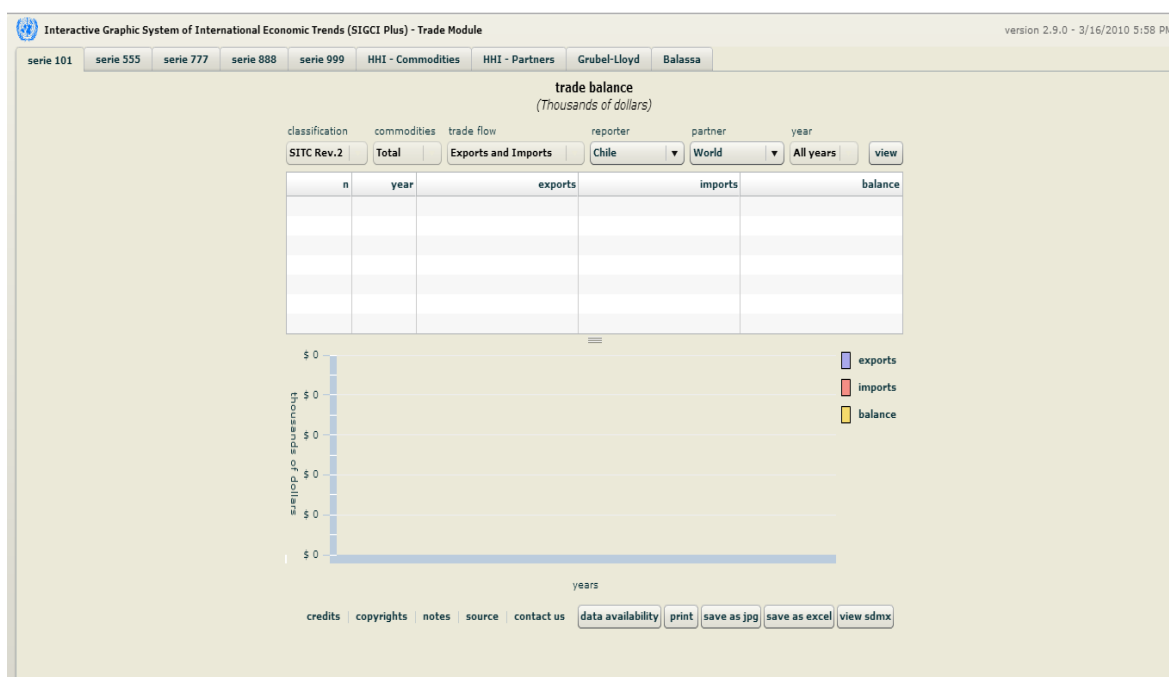 Interactive Graphic System of International Economic Trends (SIGCI Plus) - Trade Module version 2.9.0 - 3/16/2010 5:58 PM
serie 101 serie 555 serie 777 serie 888 serie 999 HHI - Commodities HHI - Partners Grubel-Lloyd Balassa
trade balance
(Thousands of dollars)
classification commodities trade flow reporter partner year
SITC Rev.2 Total Exports and Imports Chile World All years view
n year exports imports balance
$ 0
$ 0
$ 0
$ 0
$ 0
$ 0
thousands of dollars
exports
imports
balance
years
credits copyrights notes source contact us data availability print save as jpg save as excel view sdmx